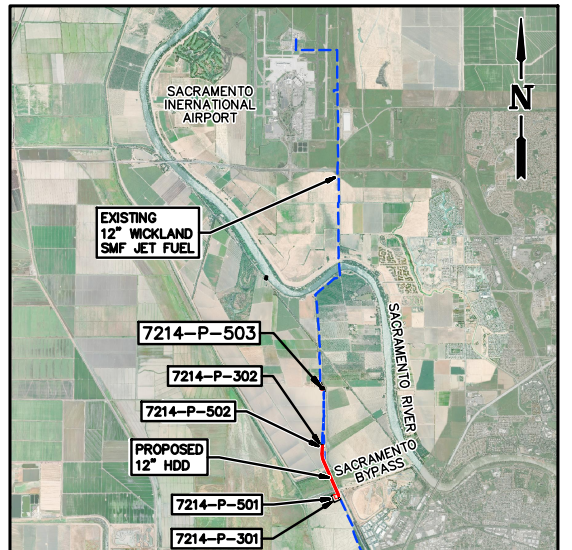 SACRAMENTO
INERNATIONAL
AIRPORT
N
EXISTING
12" WICKLAND
SMF JET FUEL
SACRAMENTO RIVER
7214-P-503
7214-P-302
7214-P-502
PROPOSED
12" HDD
SACRAMENTO
BYPASS
7214-P-501
7214-P-301